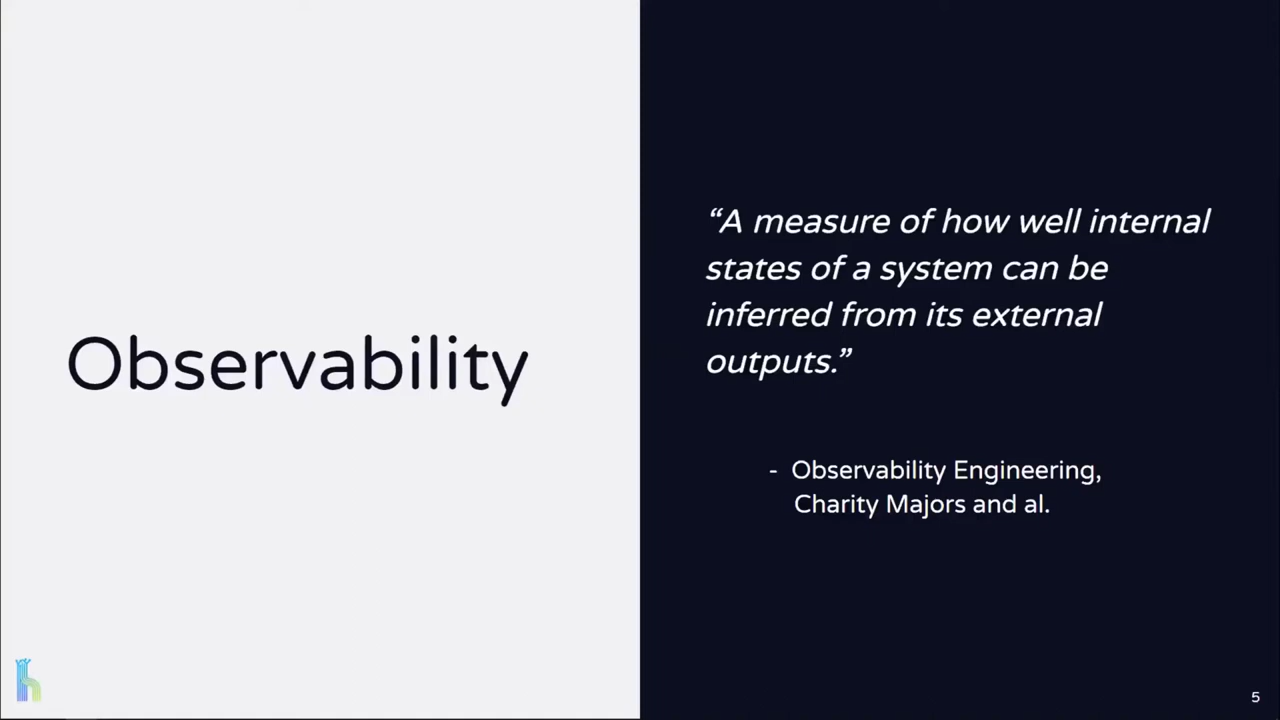 Observability
“A measure of how well internal
states of a system can be
inferred from its external
outputs.”
- Observability Engineering,
Charity Majors and al.
5